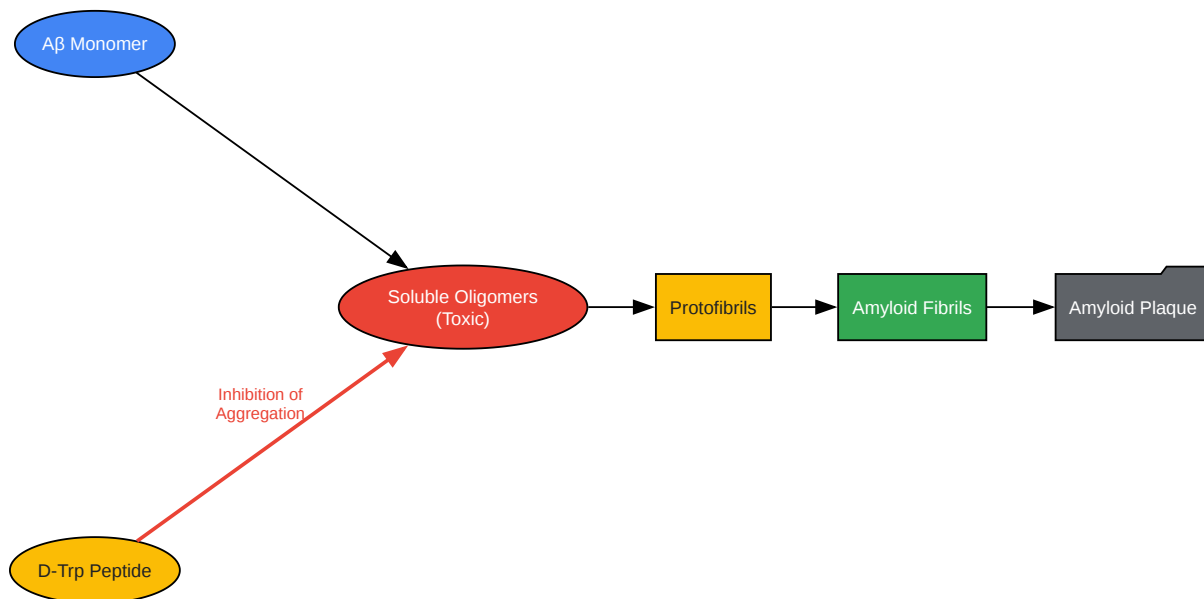 Aβ Monomer
Soluble Oligomers
(Toxic)
Protofibrils
Amyloid Fibrils
Amyloid Plaque
Inhibition of
Aggregation
D-Trp Peptide